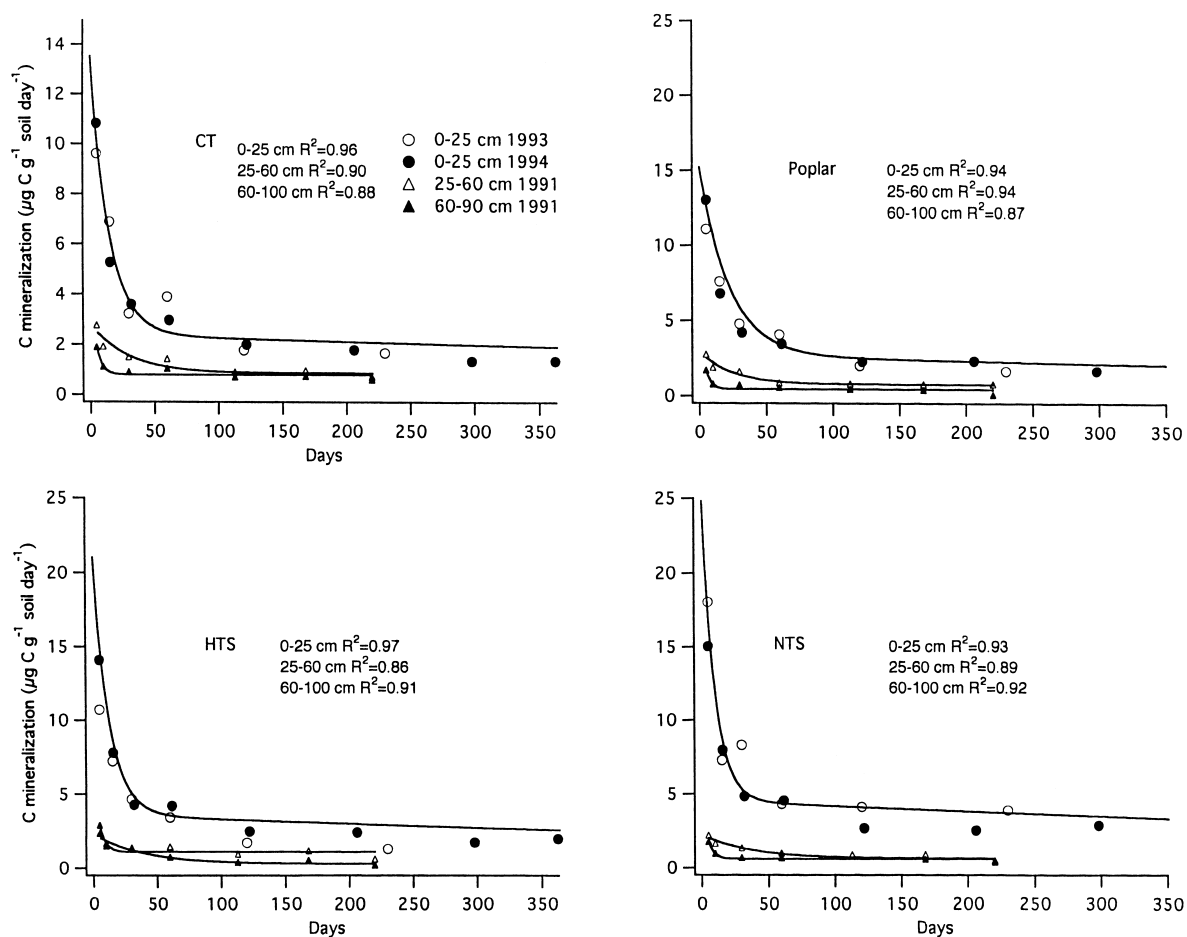 C mineralization (µg C g⁻¹ soil day⁻¹)
14
12
10
8
6
4
2
0
CT
0-25 cm R²=0.96
25-60 cm R²=0.90
60-100 cm R²=0.88
0-25 cm 1993
0-25 cm 1994
25-60 cm 1991
60-90 cm 1991
0 50 100 150 200 250 300 350
Days
25
20
15
10
5
0
Poplar
0-25 cm R²=0.94
25-60 cm R²=0.94
60-100 cm R²=0.87
0 50 100 150 200 250 300 350
C mineralization (µg C g⁻¹ soil day⁻¹)
25
20
15
10
5
0
HTS
0-25 cm R²=0.97
25-60 cm R²=0.86
60-100 cm R²=0.91
0 50 100 150 200 250 300 350
Days
25
20
15
10
5
0
NTS
0-25 cm R²=0.93
25-60 cm R²=0.89
60-100 cm R²=0.92
0 50 100 150 200 250 300 350
Days